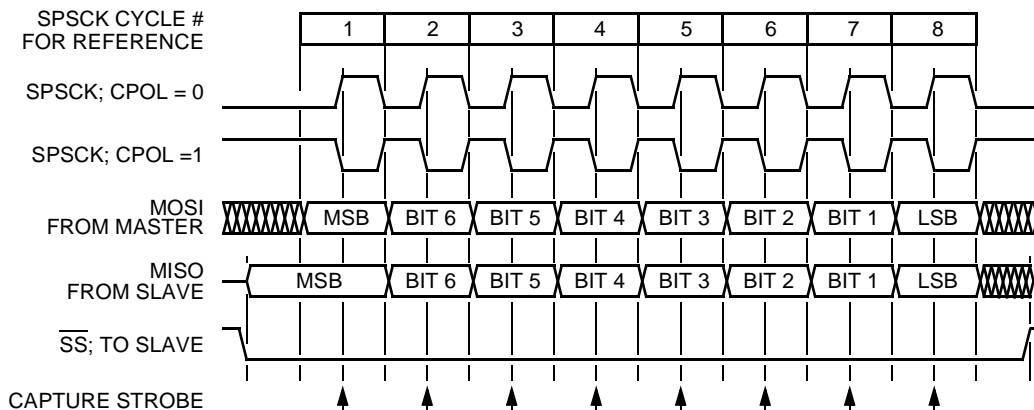 SPSCK CYCLE #
FOR REFERENCE
1 2 3 4 5 6 7 8
SPSCK; CPOL = 0
SPSCK; CPOL =1
MOSI
FROM MASTER
MSB BIT 6 BIT 5 BIT 4 BIT 3 BIT 2 BIT 1 LSB
MISO
FROM SLAVE
MSB BIT 6 BIT 5 BIT 4 BIT 3 BIT 2 BIT 1 LSB
SS; TO SLAVE
CAPTURE STROBE